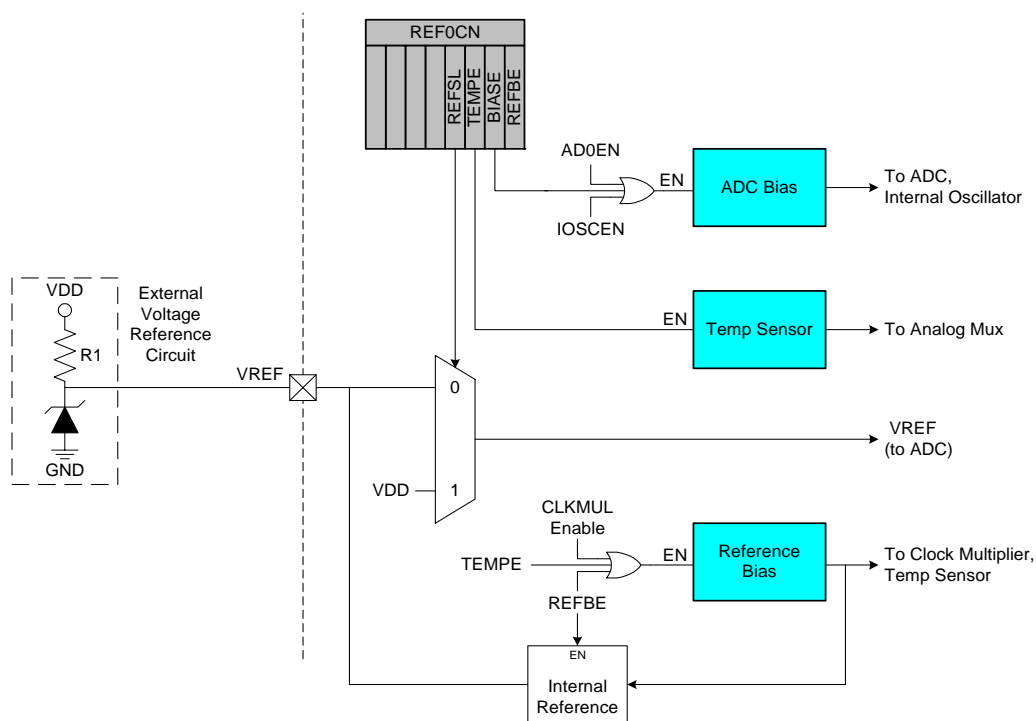 REF0CN
REFSL
TEMPE
BIASE
REFBE
AD0EN
IOSCEN
EN
ADC Bias
To ADC,
Internal Oscillator
VDD
R1
GND
External
Voltage
Reference
Circuit
EN
Temp Sensor
To Analog Mux
VREF
0
1
VDD
VREF
(to ADC)
CLKMUL
Enable
TEMPE
REFBE
EN
Reference
Bias
To Clock Multiplier,
Temp Sensor
EN
Internal
Reference